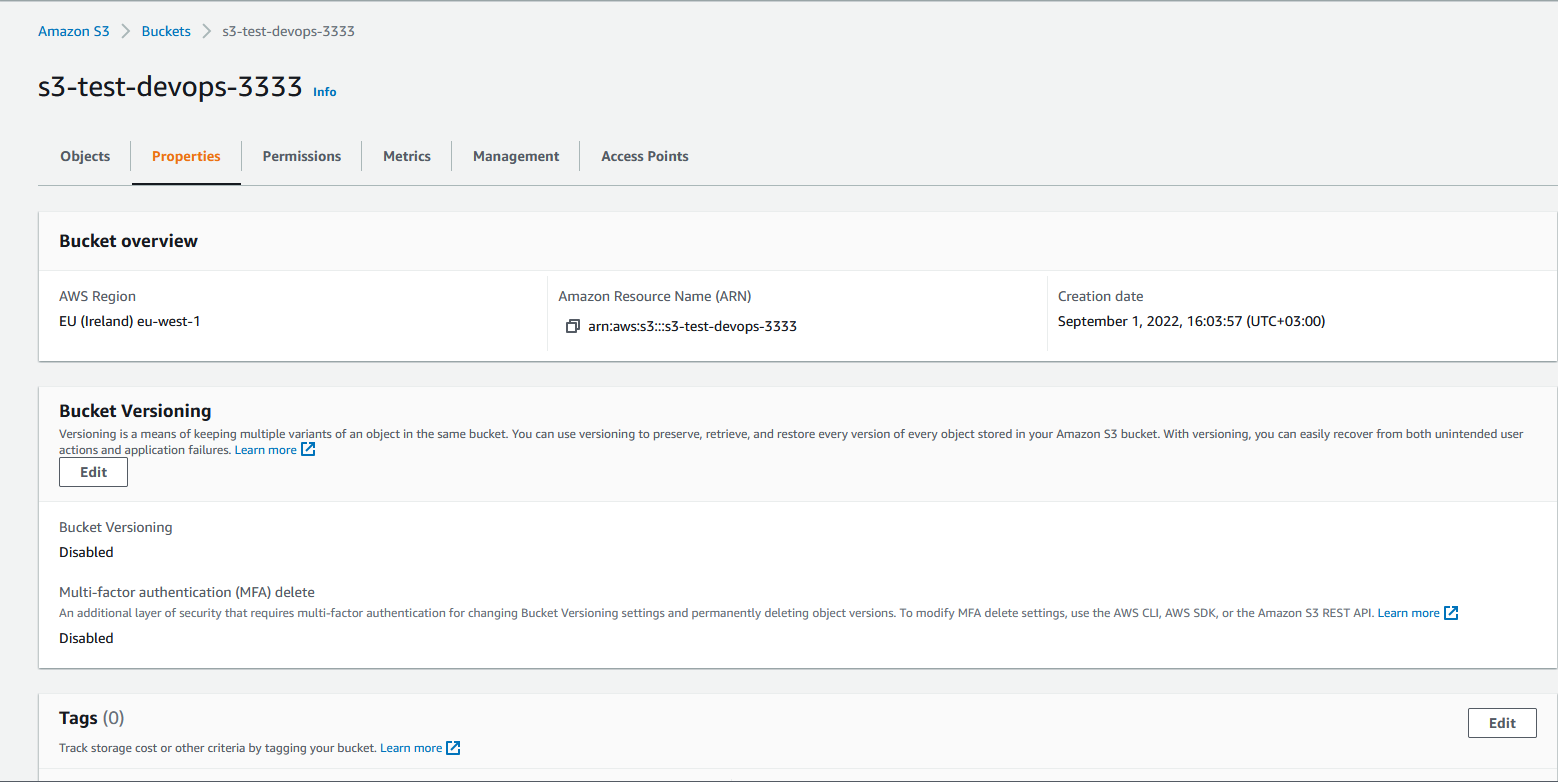 Amazon S3 > Buckets > s3-test-devops-3333
s3-test-devops-3333 Info
Objects Properties Permissions Metrics Management Access Points
Bucket overview
AWS Region
EU (Ireland) eu-west-1
Amazon Resource Name (ARN)
arn:aws:s3:::s3-test-devops-3333
Creation date
September 1, 2022, 16:03:57 (UTC+03:00)
Bucket Versioning
Versioning is a means of keeping multiple variants of an object in the same bucket. You can use versioning to preserve, retrieve, and restore every version of every object stored in your Amazon S3 bucket. With versioning, you can easily recover from both unintended user
actions and application failures. Learn more
Edit
Bucket Versioning
Disabled
Multi-factor authentication (MFA) delete
An additional layer of security that requires multi-factor authentication for changing Bucket Versioning settings and permanently deleting object versions. To modify MFA delete settings, use the AWS CLI, AWS SDK, or the Amazon S3 REST API. Learn more
Disabled
Tags (0)
Edit
Track storage cost or other criteria by tagging your bucket. Learn more